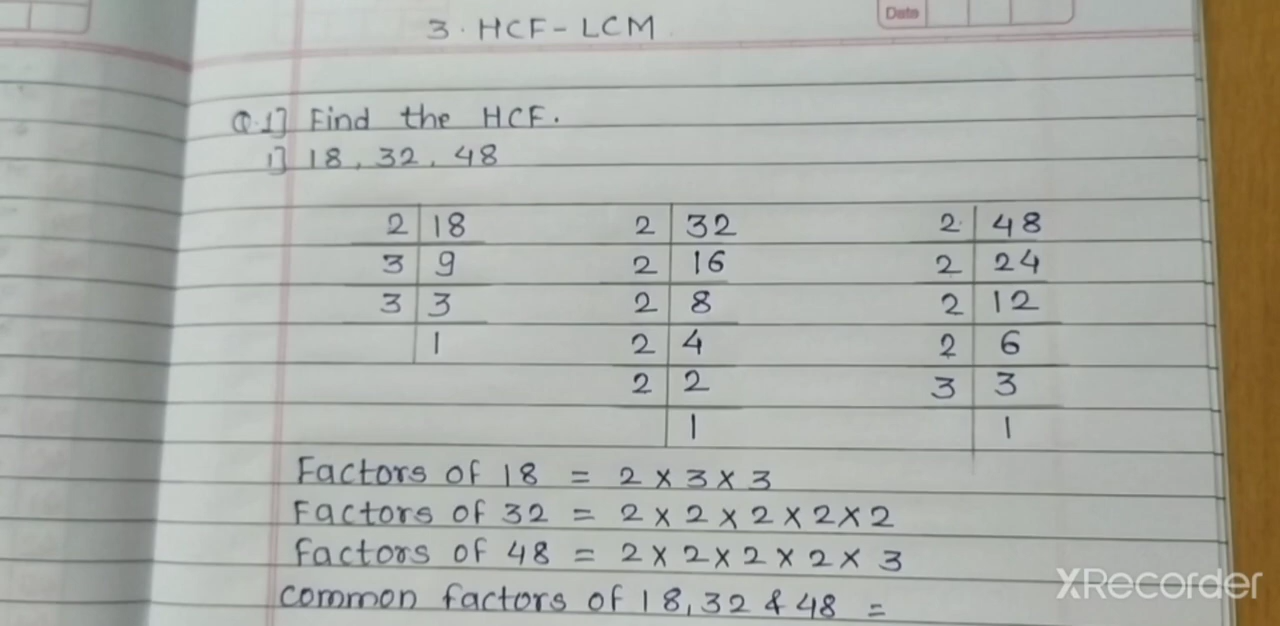 Date
3. HCF - LCM
Q.1] Find the HCF.
1] 18, 32, 48
2 | 18 2 | 32 2 | 48
3 | 9 2 | 16 2 | 24
3 | 3 2 | 8 2 | 12
| 1 2 | 4 2 | 6
2 | 2 3 | 3
| 1 | 1
Factors of 18 = 2 × 3 × 3
Factors of 32 = 2 × 2 × 2 × 2 × 2
Factors of 48 = 2 × 2 × 2 × 2 × 3
common factors of 18, 32 & 48 =
XRecorder